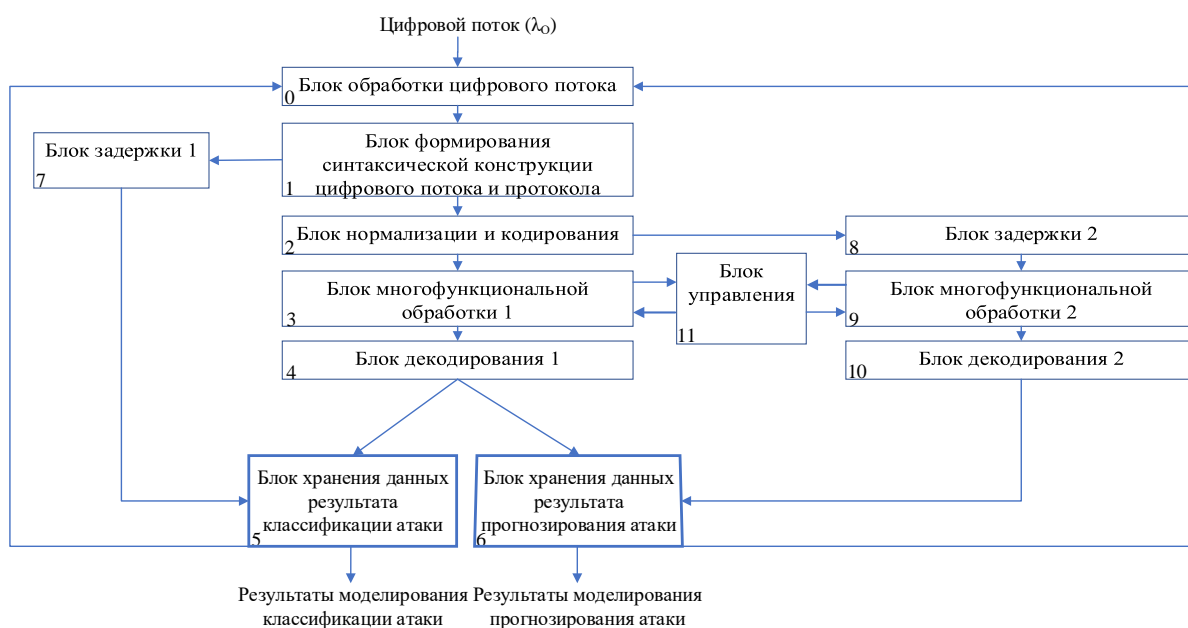 Цифровой поток (λO)
Блок обработки цифрового потока
0
Блок формирования
синтаксической конструкции
цифрового потока и протокола
1
Блок задержки 1
7
Блок нормализации и кодирования
2
Блок задержки 2
8
Блок многофункциональной
обработки 1
3
Блок
управления
11
Блок многофункциональной
обработки 2
9
Блок декодирования 1
4
Блок декодирования 2
10
Блок хранения данных
результата
классификации атаки
5
Блок хранения данных
результата
прогнозирования атаки
6
Результаты моделирования
классификации атаки
Результаты моделирования
прогнозирования атаки